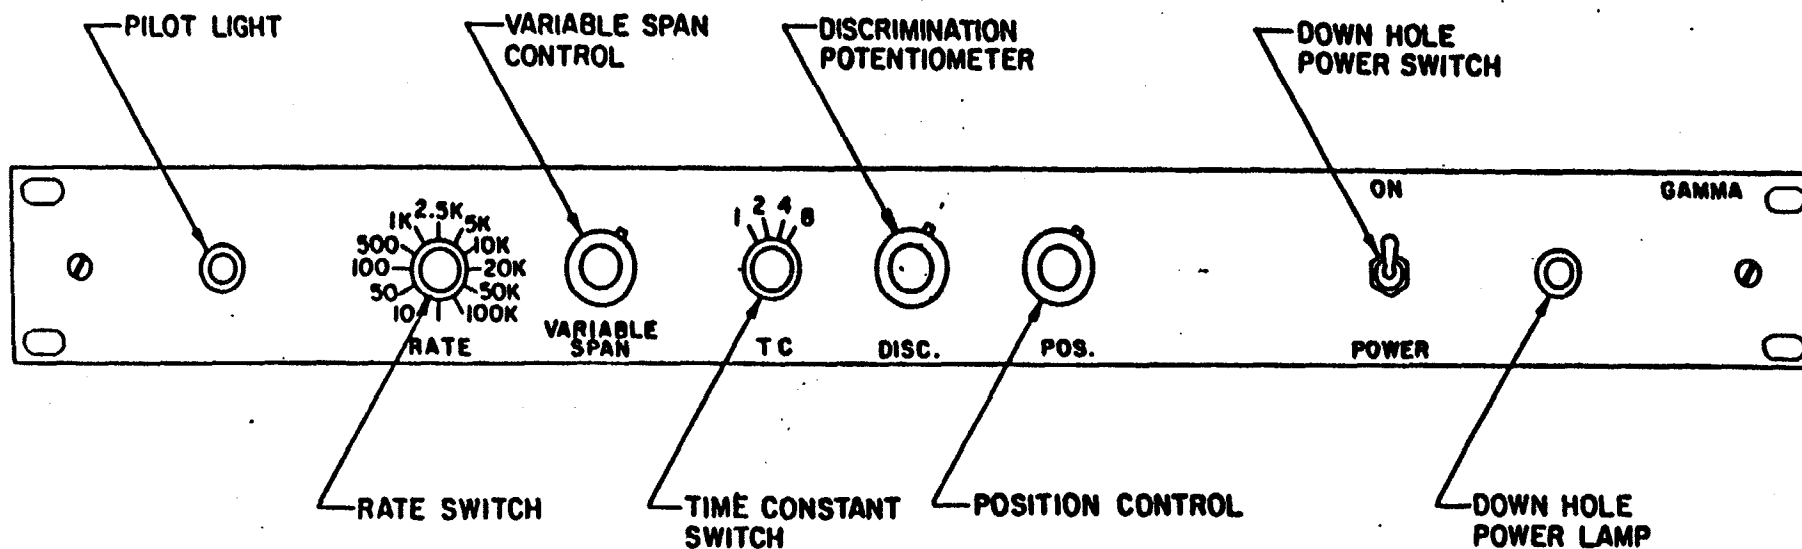 PILOT LIGHT
VARIABLE SPAN
CONTROL
DISCRIMINATION
POTENTIOMETER
DOWN HOLE
POWER SWITCH
ON
GAMMA
1 2 4 8
2.5K
1K 5K
500 10K
100 20K
50 50K
10 100K
RATE
VARIABLE
SPAN
TC
DISC.
POS.
POWER
RATE SWITCH
TIME CONSTANT
SWITCH
POSITION CONTROL
DOWN HOLE
POWER LAMP